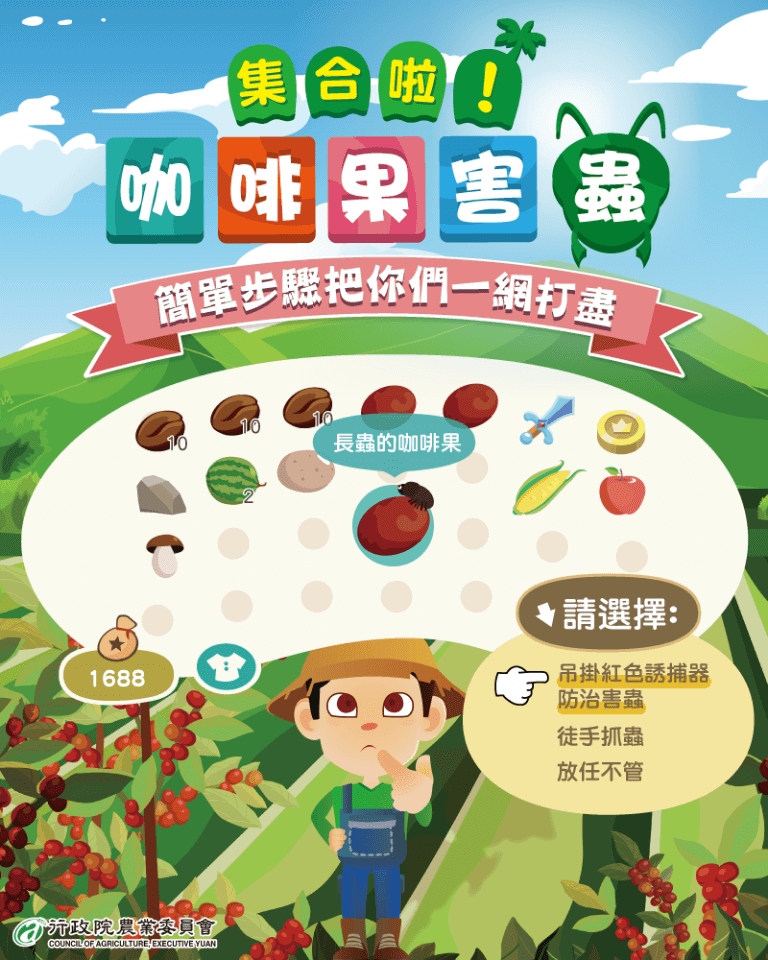 集合啦!
咖啡果害蟲
簡單步驟把你們一網打盡
10
10
10
長蟲的咖啡果
2
請選擇:
1688
吊掛紅色誘捕器
防治害蟲
徒手抓蟲
放任不管
行政院農業委員會
COUNCIL OF AGRICULTURE, EXECUTIVE YUAN